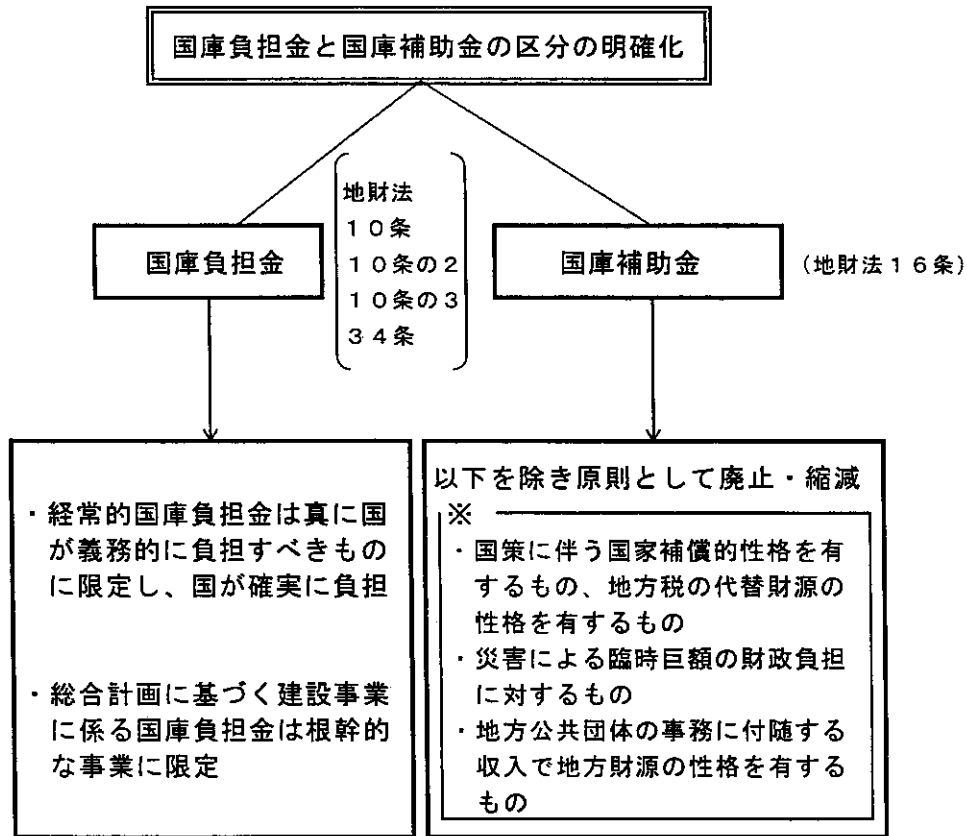 国庫負担金と国庫補助金の区分の明確化
地財法
10条
10条の2
10条の3
34条
国庫負担金
国庫補助金
(地財法16条)
・経常的国庫負担金は真に国
が義務的に負担すべきもの
に限定し、国が確実に負担
・総合計画に基づく建設事業
に係る国庫負担金は根幹的
な事業に限定
以下を除き原則として廃止・縮減
※
・国策に伴う国家補償的性格を有
するもの、地方税の代替財源の
性格を有するもの
・災害による臨時巨額の財政負担
に対するもの
・地方公共団体の事務に付随する
収入で地方財源の性格を有する
もの